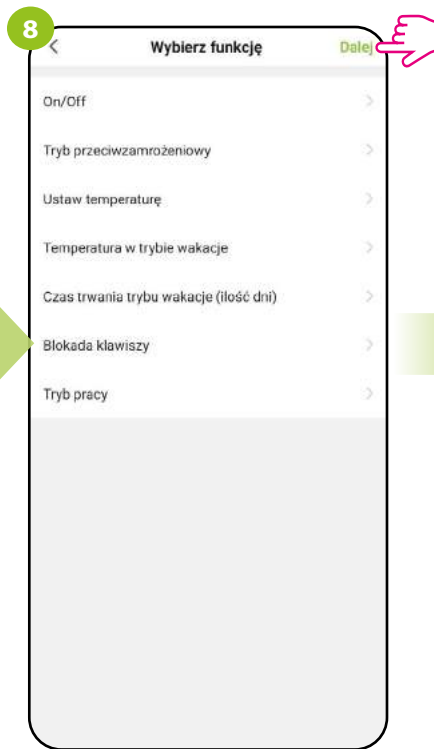 8
Wybierz funkcję Dalej
On/Off
Tryb przeciwzamrożeniowy
Ustaw temperaturę
Temperatura w trybie wakacje
Czas trwania trybu wakacje (ilość dni)
Blokada klawiszy
Tryb pracy